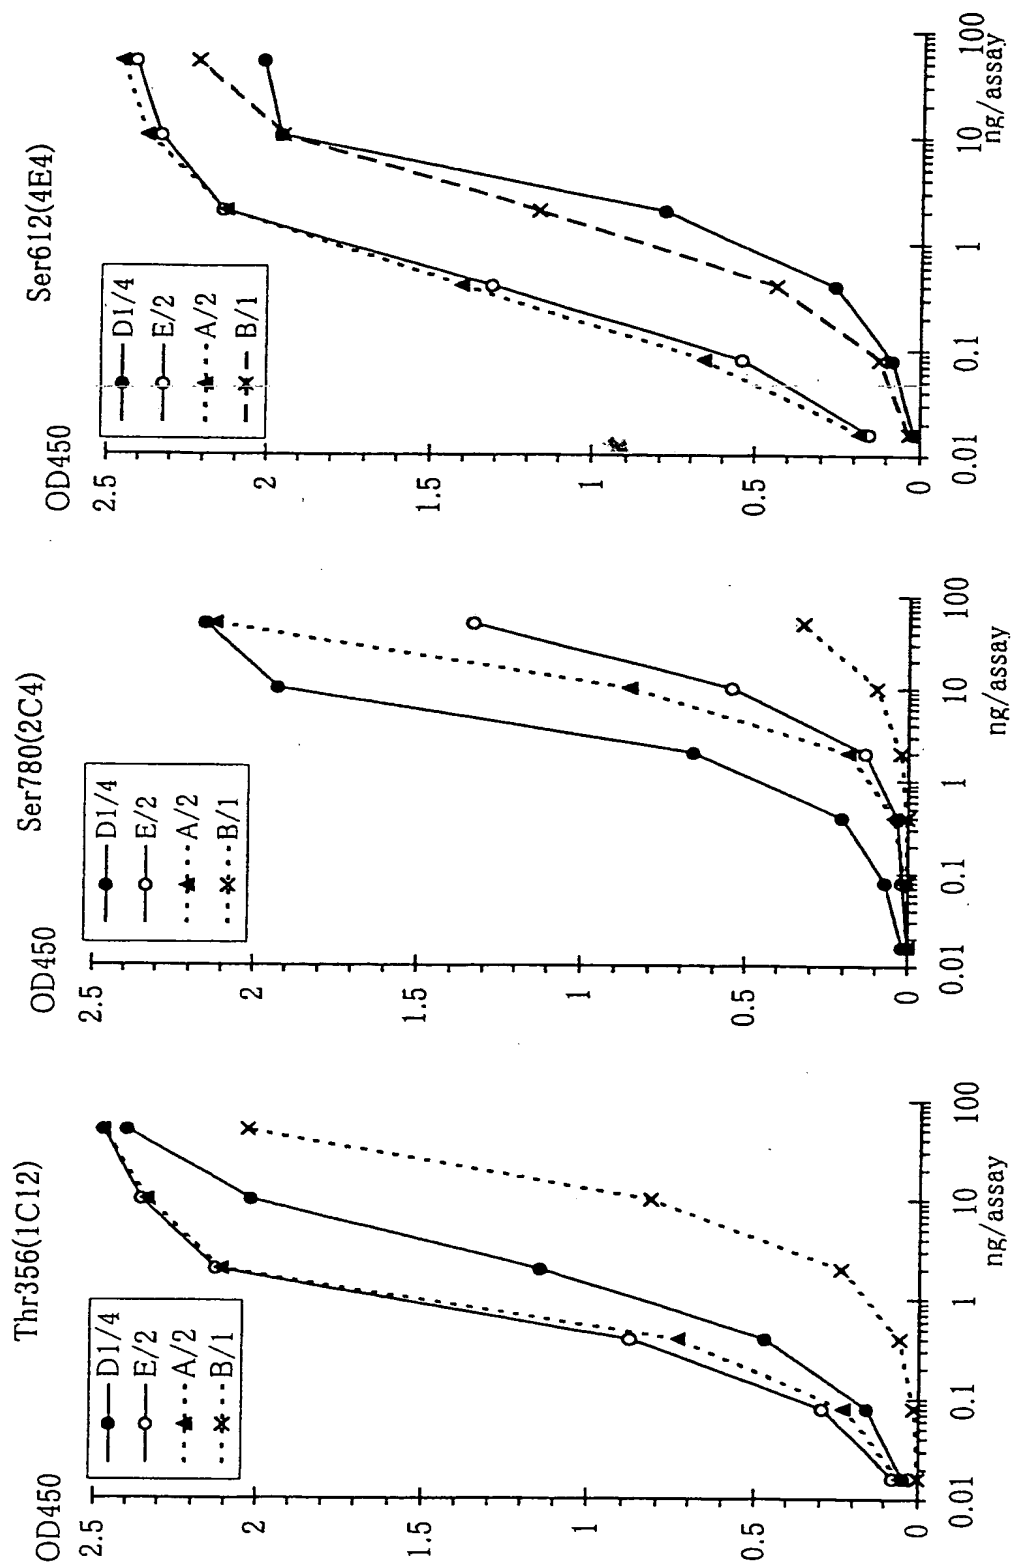 Thr356(1C12)
OD450
D1/4
E/2
A/2
B/1
2.5
2
1.5
1
0.5
0
0.01
0.1
1
10
100
ng/assay
Ser780(2C4)
OD450
D1/4
E/2
A/2
B/1
2.5
2
1.5
1
0.5
0
0.01
0.1
1
10
100
ng/assay
Ser612(4E4)
OD450
D1/4
E/2
A/2
B/1
2.5
2
1.5
1
0.5
0
0.01
0.1
1
10
100
ng/assay